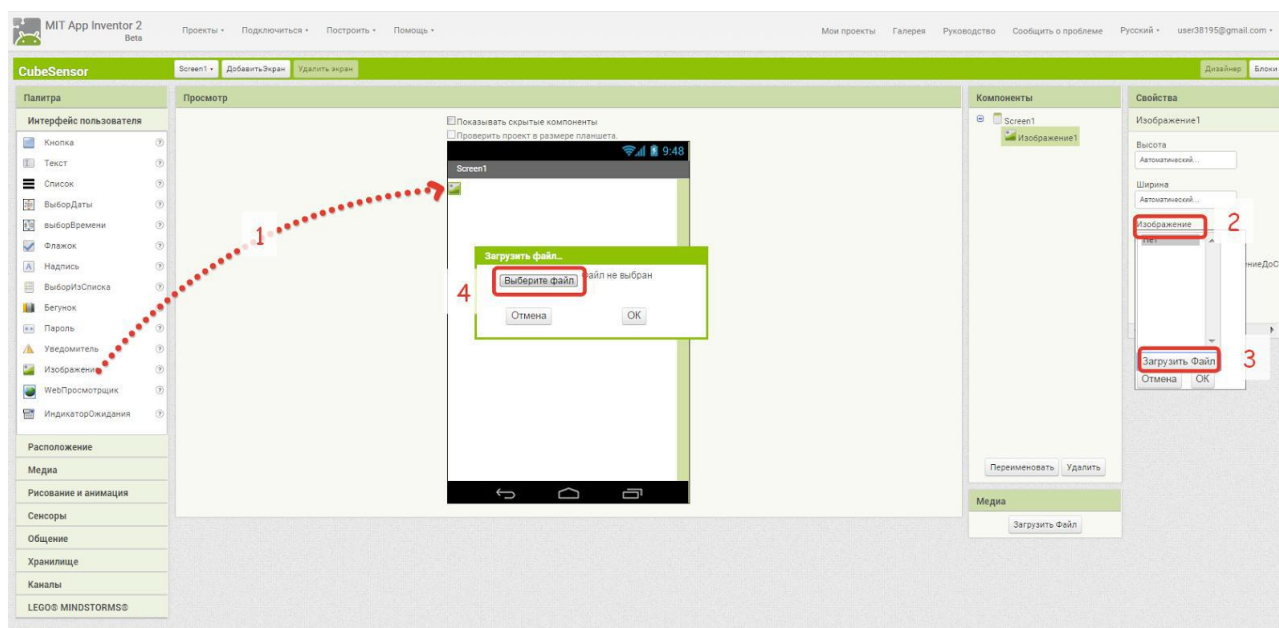 MIT App Inventor 2
Beta
Проекты Подключиться Построить Помощь
Мои проекты Галерея Руководство Сообщить о проблеме Русский user38195@gmail.com
CubeSensor
Screen1 ДобавитьЭкран Удалить экран
Дизайнер Блоки
Палитра
Интерфейс пользователя
Кнопка
Текст
Список
ВыборДаты
выборВремени
Флажок
Надпись
ВыборИзСписка
Бегунок
Пароль
Уведомитель
Изображение
WebПросмотрщик
ИндикаторОжидания
Расположение
Медиа
Рисование и анимация
Сенсоры
Общение
Хранилище
Каналы
LEGO® MINDSTORMS®
Просмотр
Показывать скрытые компоненты
Проверить проект в размере планшета.
9:48
Screen1
1
Загрузить файл...
Выберите файл Файл не выбран
4
Отмена OK
Компоненты
Screen1
Изображение1
Переименовать Удалить
Медиа
Загрузить Файл
Свойства
Изображение1
Высота
Автоматический...
Ширина
Автоматический...
Изображение
2
Нет
ниеДоС
Загрузить Файл
3
Отмена OK